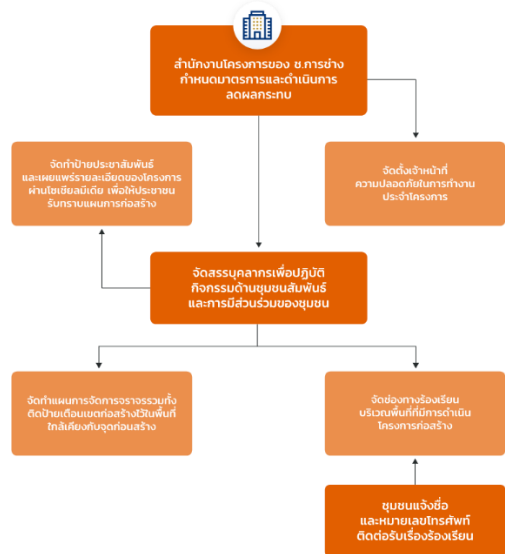 สำนักงานโครงการของ ช.การช่าง
กำหนดมาตรการและดำเนินการ
ลดผลกระทบ
จัดทำป้ายประชาสัมพันธ์
และเผยแพร่รายละเอียดของโครงการ
ผ่านโซเชียลมีเดีย เพื่อให้ประชาชน
รับทราบแผนการก่อสร้าง
จัดตั้งเจ้าหน้าที่
ความปลอดภัยในการทำงาน
ประจำโครงการ
จัดสรรบุคลากรเพื่อปฏิบัติ
กิจกรรมด้านชุมชนสัมพันธ์
และการมีส่วนร่วมของชุมชน
จัดทำแผนการจัดการจราจรรวมทั้ง
ติดป้ายเตือนเขตก่อสร้างไว้ในพื้นที่
ใกล้เคียงกับจุดก่อนสร้าง
จัดช่องทางร้องเรียน
บริเวณพื้นที่ที่มีการดำเนิน
โครงการก่อสร้าง
ชุมชนแจ้งชื่อ
และหมายเลขโทรศัพท์
ติดต่อรับเรื่องร้องเรียน